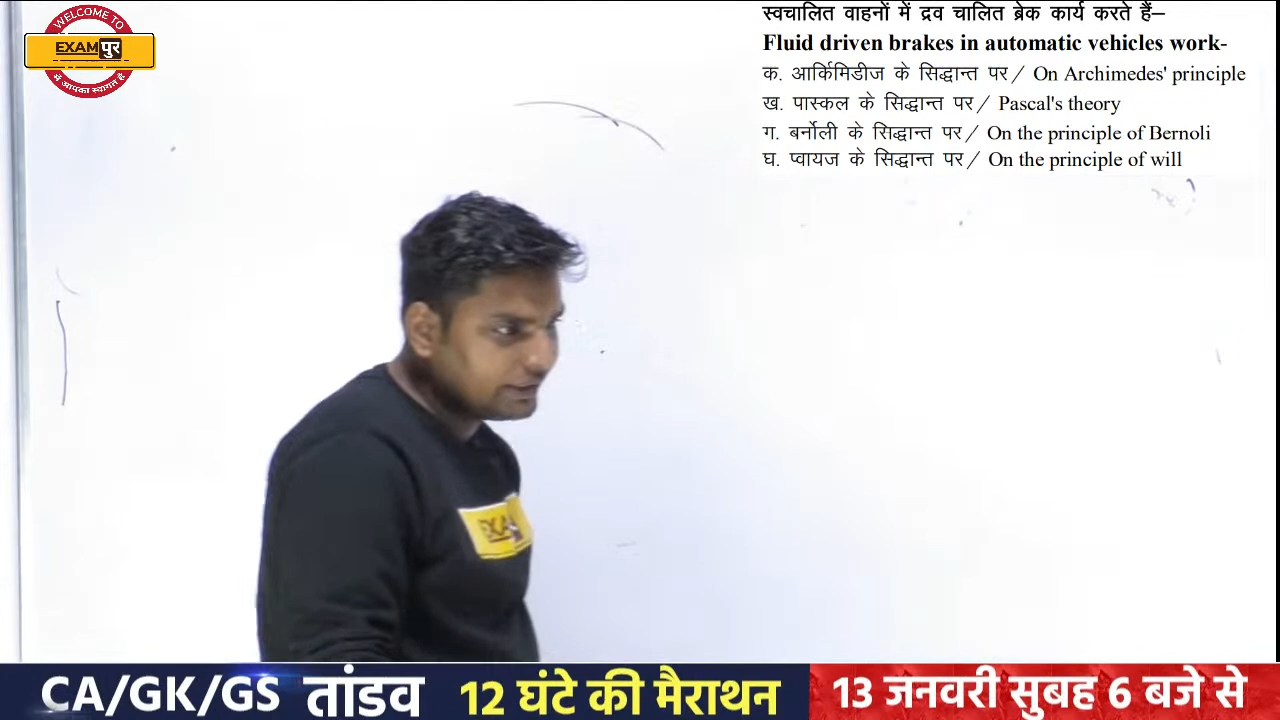 WELCOME TO
EXAMपुर
में आपका स्वागत है
स्वचालित वाहनों में द्रव चालित ब्रेक कार्य करते हैं–
Fluid driven brakes in automatic vehicles work-
क. आर्किमिडीज के सिद्धान्त पर / On Archimedes' principle
ख. पास्कल के सिद्धान्त पर / Pascal's theory
ग. बर्नोली के सिद्धान्त पर / On the principle of Bernoli
घ. प्वायज के सिद्धान्त पर / On the principle of will
CA/GK/GS तांडव 12 घंटे की मैराथन 13 जनवरी सुबह 6 बजे से